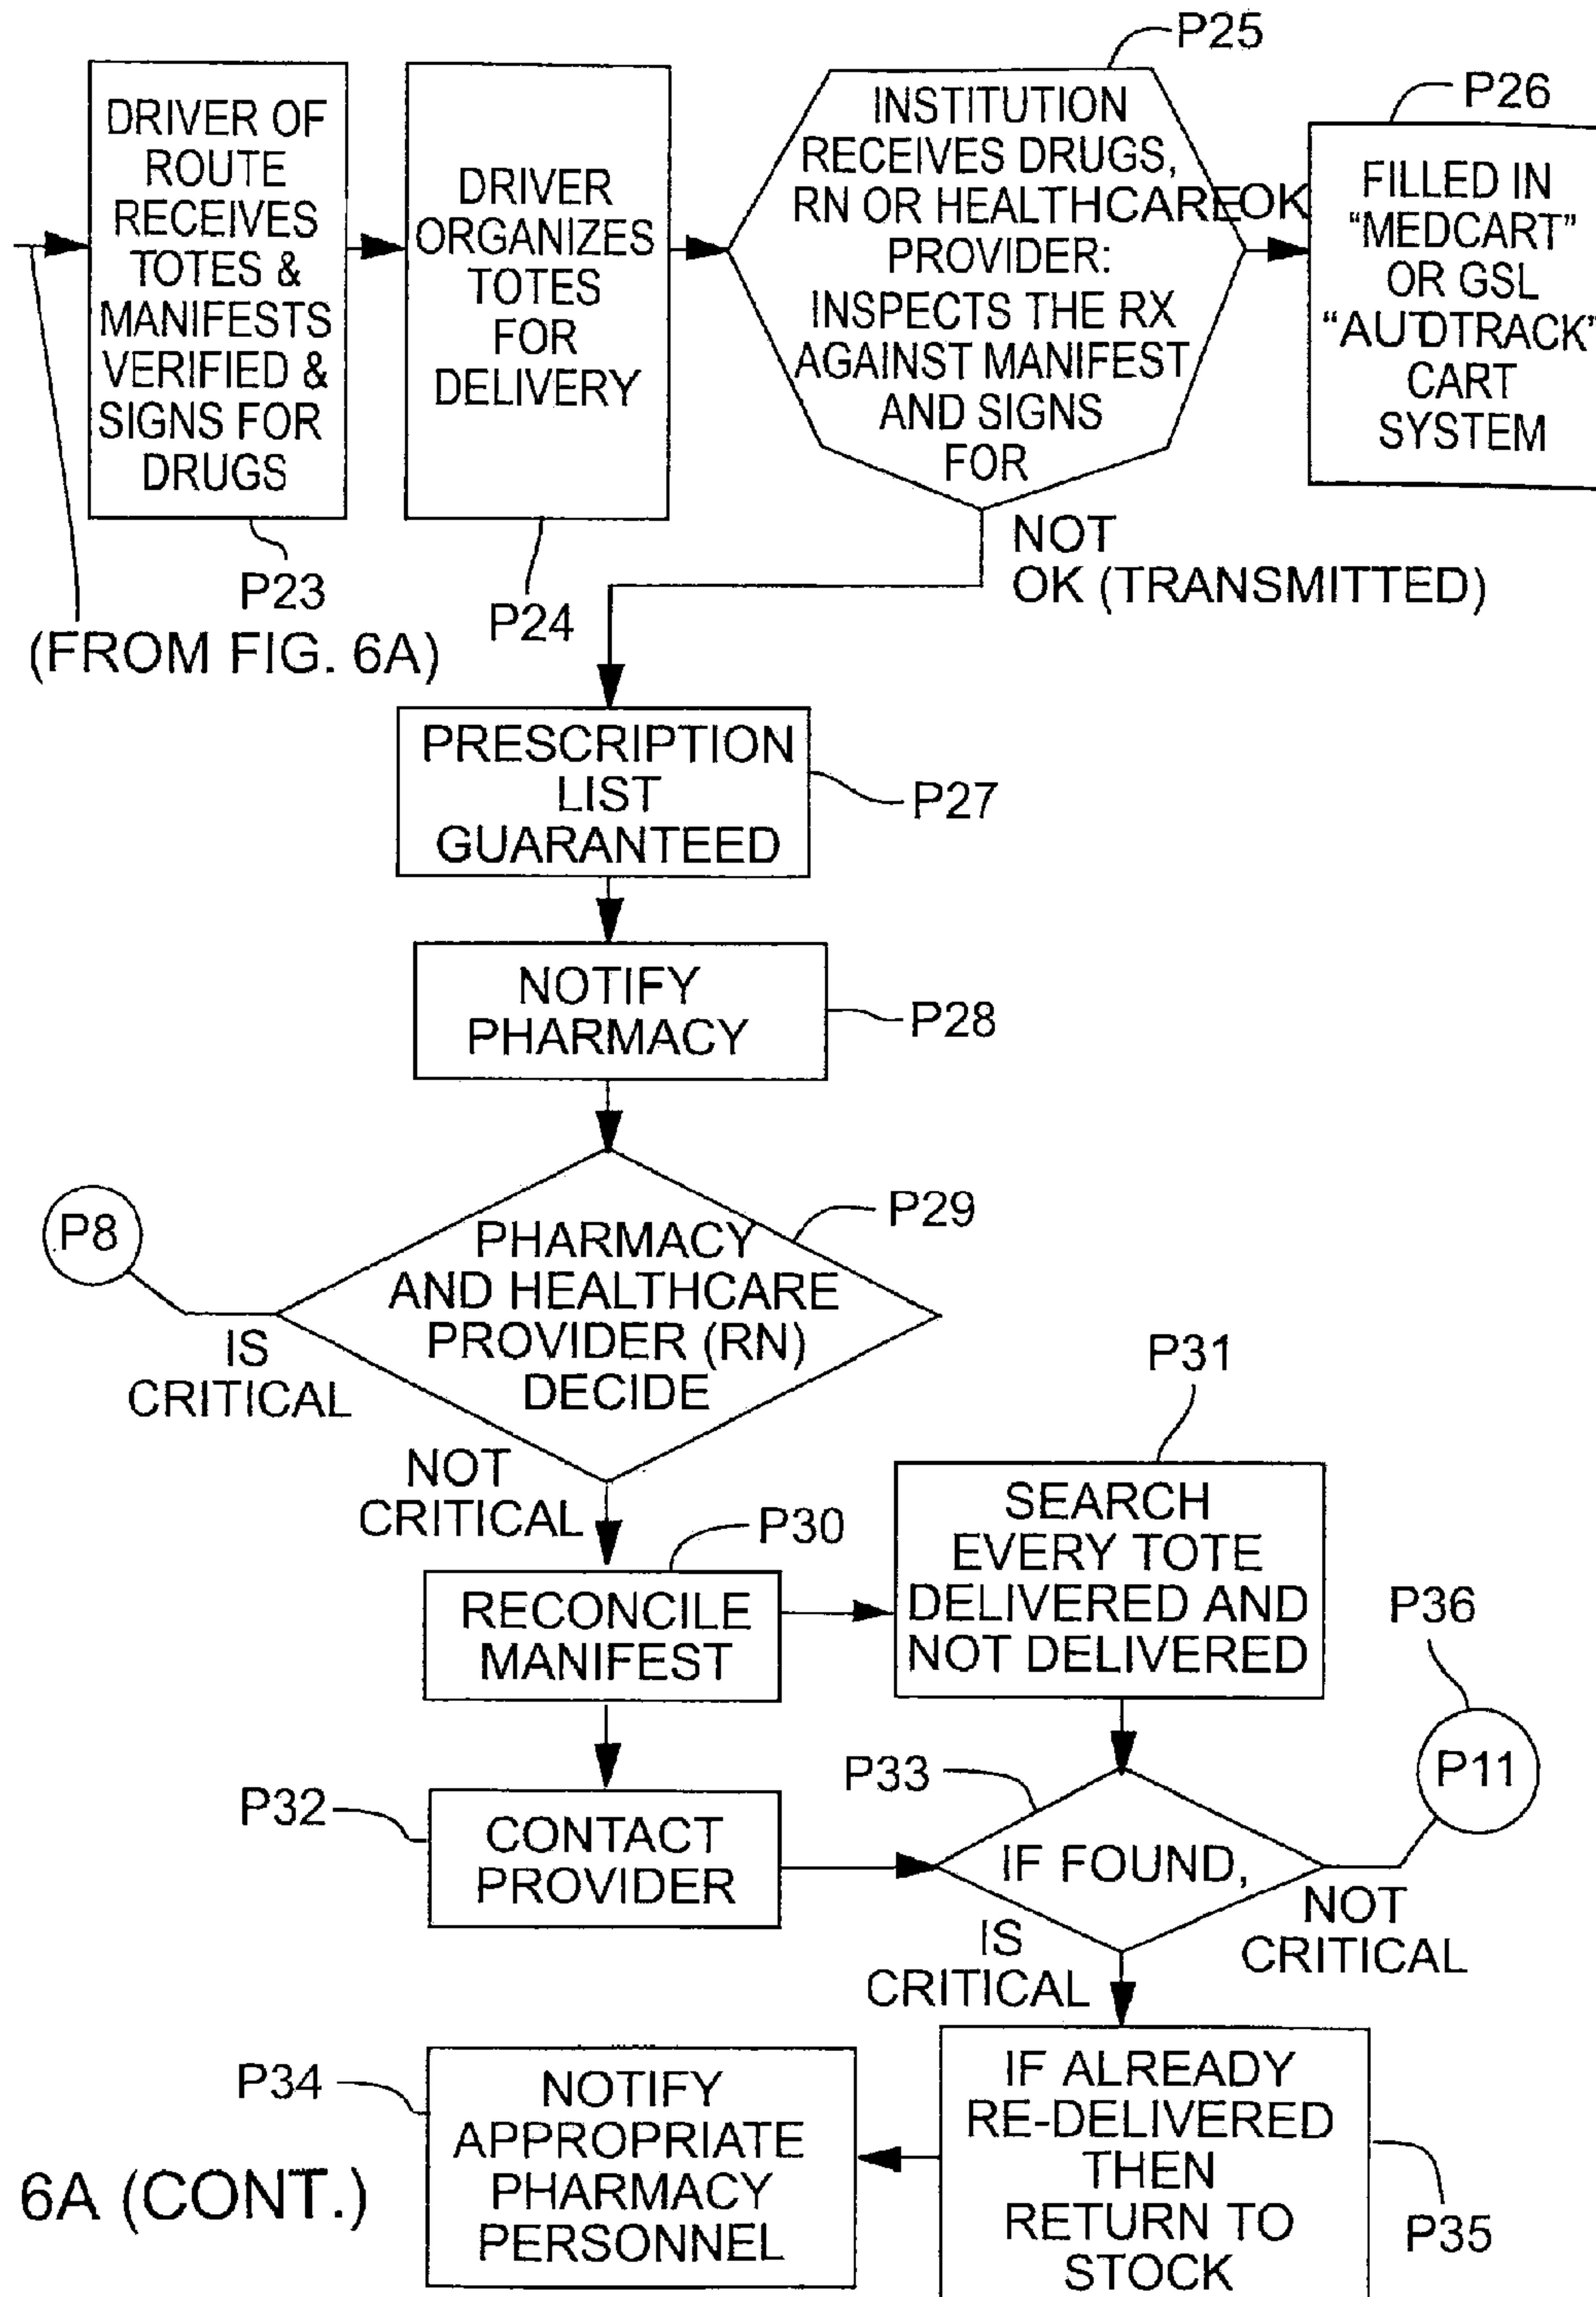 P25
P26
DRIVER OF
ROUTE
RECEIVES
TOTES &
MANIFESTS
VERIFIED &
SIGNS FOR
DRUGS
DRIVER
ORGANIZES
TOTES
FOR
DELIVERY
INSTITUTION
RECEIVES DRUGS,
RN OR HEALTHCARE
PROVIDER:
INSPECTS THE RX
AGAINST MANIFEST
AND SIGNS
FOR
OK
FILLED IN
"MEDCART"
OR GSL
"AUTOTRACK"
CART
SYSTEM
P23
P24
(FROM FIG. 6A)
NOT
OK (TRANSMITTED)
PRESCRIPTION
LIST
GUARANTEED
P27
NOTIFY
PHARMACY
P28
P8
P29
PHARMACY
AND HEALTHCARE
PROVIDER (RN)
DECIDE
IS
CRITICAL
NOT
CRITICAL
P30
P31
RECONCILE
MANIFEST
SEARCH
EVERY TOTE
DELIVERED AND
NOT DELIVERED
P36
P11
P32
CONTACT
PROVIDER
P33
IF FOUND,
NOT
CRITICAL
IS
CRITICAL
P34
NOTIFY
APPROPRIATE
PHARMACY
PERSONNEL
IF ALREADY
RE-DELIVERED
THEN
RETURN TO
STOCK
P35
6A (CONT.)